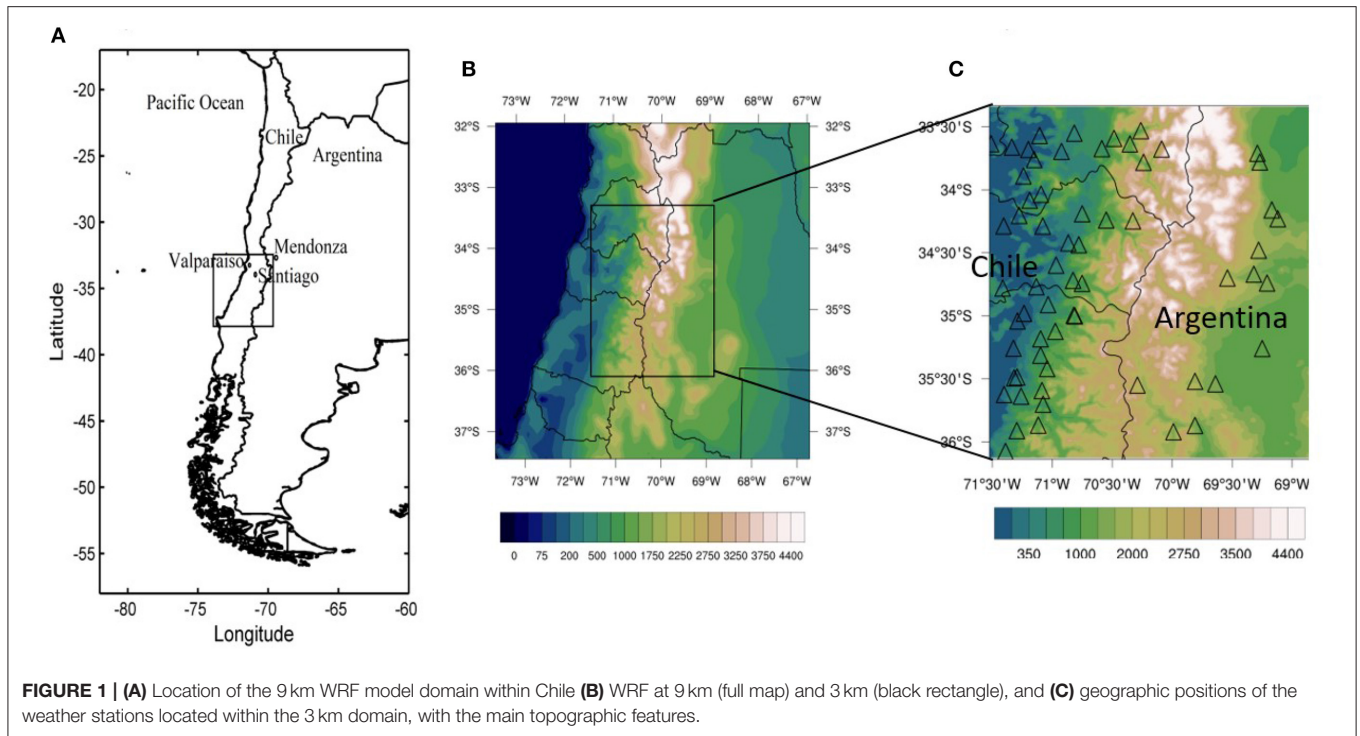 A
-20
-25
-30
-35
-40
-45
-50
-55
Latitude
Pacific Ocean
Chile
Argentina
Mendonza
Valparaiso
Santiago
-80
-75
-70
-65
-60
Longitude
B
73°W 72°W 71°W 70°W 69°W 68°W 67°W
32°S 32°S
33°S 33°S
34°S 34°S
35°S 35°S
36°S 36°S
37°S 37°S
73°W 72°W 71°W 70°W 69°W 68°W 67°W
0 75 200 500 1000 1750 2250 2750 3250 3750 4400
C
33°30'S
34°S
34°30'S
35°S
35°30'S
36°S
Chile
Argentina
71°30'W 71°W 70°30'W 70°W 69°30'W 69°W
350 1000 2000 2750 3500 4400
FIGURE 1 | (A) Location of the 9 km WRF model domain within Chile (B) WRF at 9 km (full map) and 3 km (black rectangle), and (C) geographic positions of the
weather stations located within the 3 km domain, with the main topographic features.